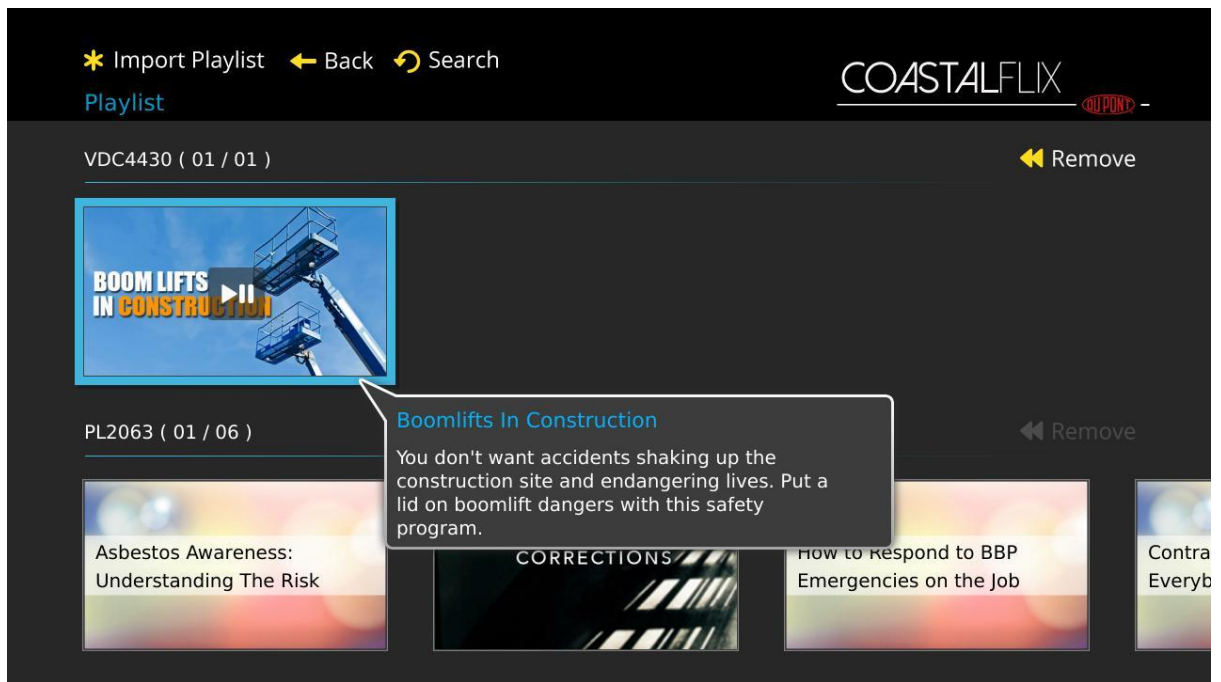 Import Playlist Back Search
Playlist
COASTALFLIX
DUPONT
VDC4430 ( 01 / 01 )
Remove
BOOM LIFTS
IN CONSTRUCTION
Boomlifts In Construction
You don't want accidents shaking up the
construction site and endangering lives. Put a
lid on boomlift dangers with this safety
program.
PL2063 ( 01 / 06 )
Remove
Asbestos Awareness:
Understanding The Risk
CORRECTIONS
How to Respond to BBP
Emergencies on the Job
Contra
Everyb